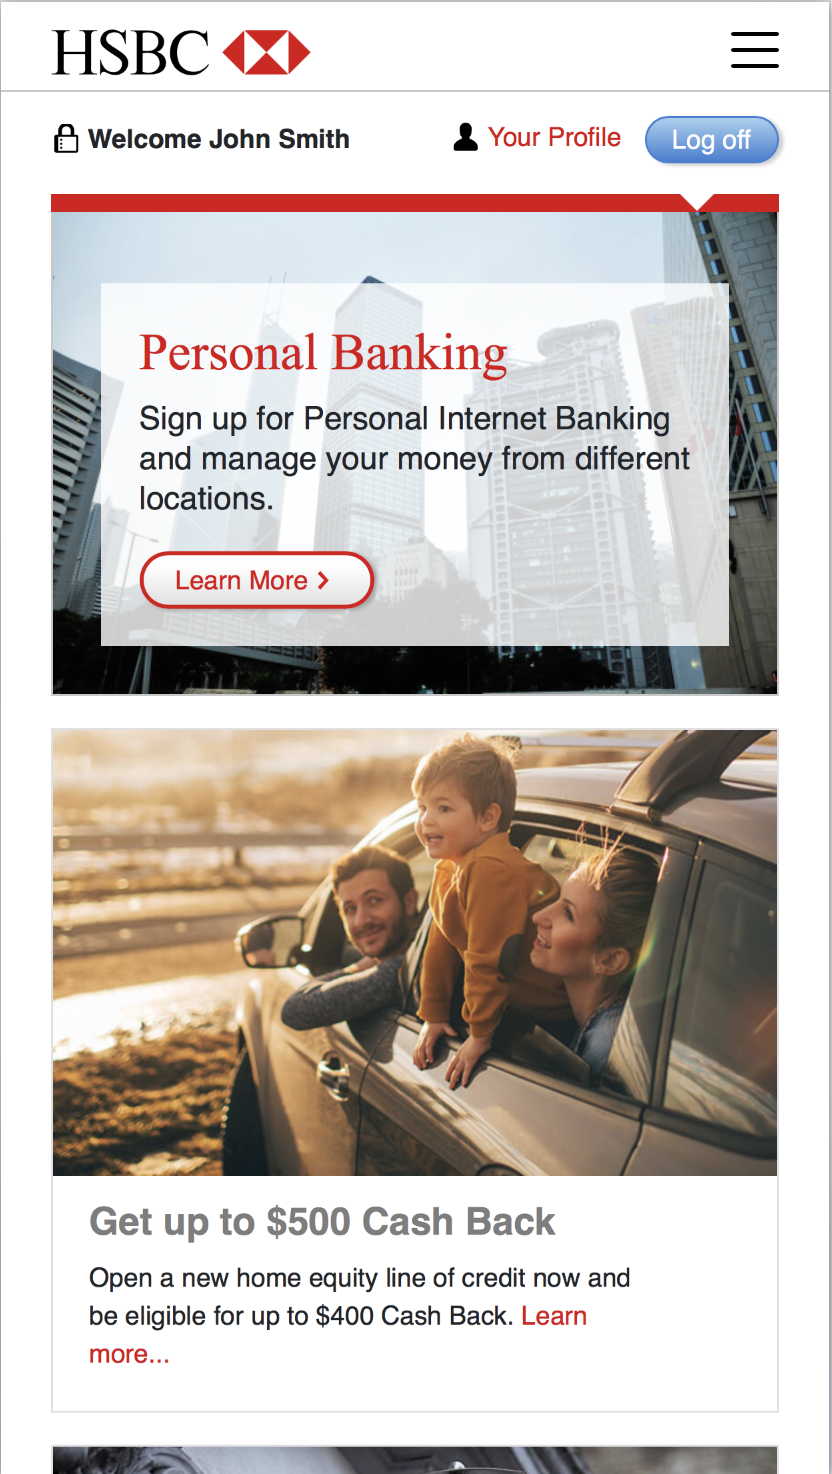 HSBC
Welcome John Smith
Your Profile
Log off
Personal Banking
Sign up for Personal Internet Banking
and manage your money from different
locations.
Learn More
Get up to $500 Cash Back
Open a new home equity line of credit now and
be eligible for up to $400 Cash Back. Learn
more...